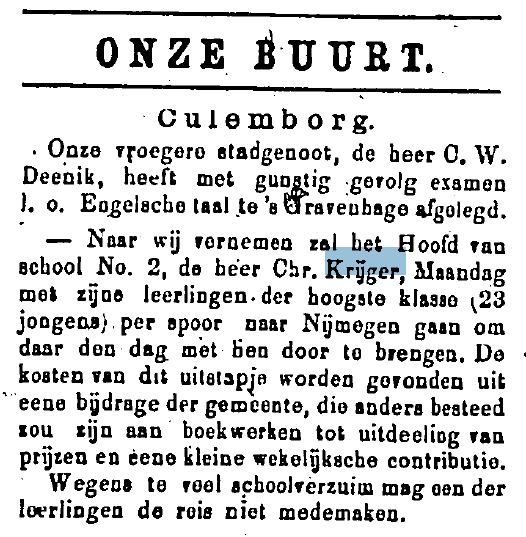 ONZE BUURT.
Culemborg.
Onze vroegere stadgenoot, de heer C. W.
Deenik, heeft met gunstig gevolg examen
l. o. Engelsche taal te 's Gravenhage afgelegd.
— Naar wij vernemen zal het Hoofd van
school No. 2, de heer Chr. Krijger, Maandag
met zijne leerlingen der hoogste klasse (23
jongens) per spoor naar Nijmegen gaan om
daar den dag met hen door te brengen. De
kosten van dit uitstapje worden gevonden uit
eene bijdrage der gemeente, die anders besteed
zou zijn aan boekwerken tot uitdeeling van
prijzen en eene kleine wekelijksche contributie.
Wegens te veel schoolverzuim mag een der
leerlingen de reis niet medemaken.